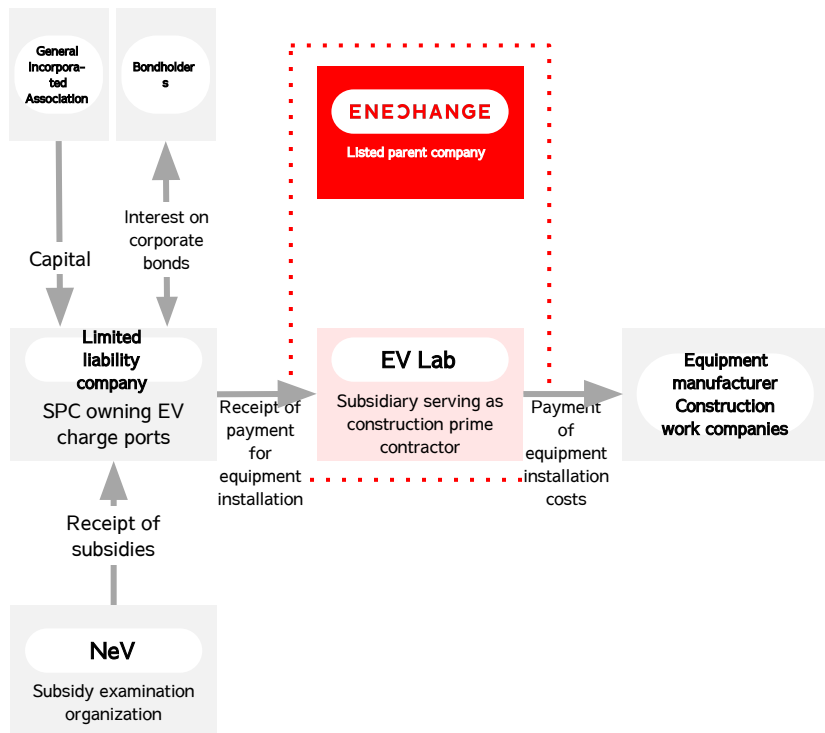 General
Incorpora-
ted
Association
Bondholder
s
ENECHANGE
Listed parent company
Capital
Interest on
corporate
bonds
Limited
liability
company
SPC owning EV
charge ports
Receipt of
payment
for
equipment
installation
EV Lab
Subsidiary serving as
construction prime
contractor
Payment
of
equipment
installation
costs
Equipment
manufacturer
Construction
work companies
Receipt of
subsidies
NeV
Subsidy examination
organization